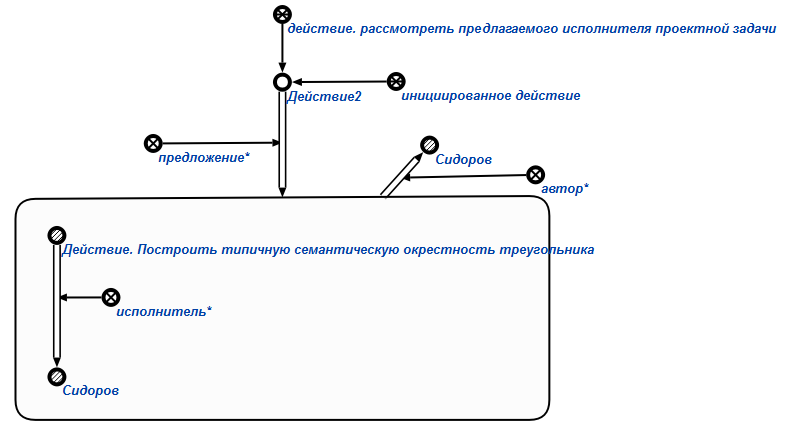 действие. рассмотреть предлагаемого исполнителя проектной задачи
Действие2
инициированное действие
предложение*
Сидоров
автор*
Действие. Построить типичную семантическую окрестность треугольника
исполнитель*
Сидоров